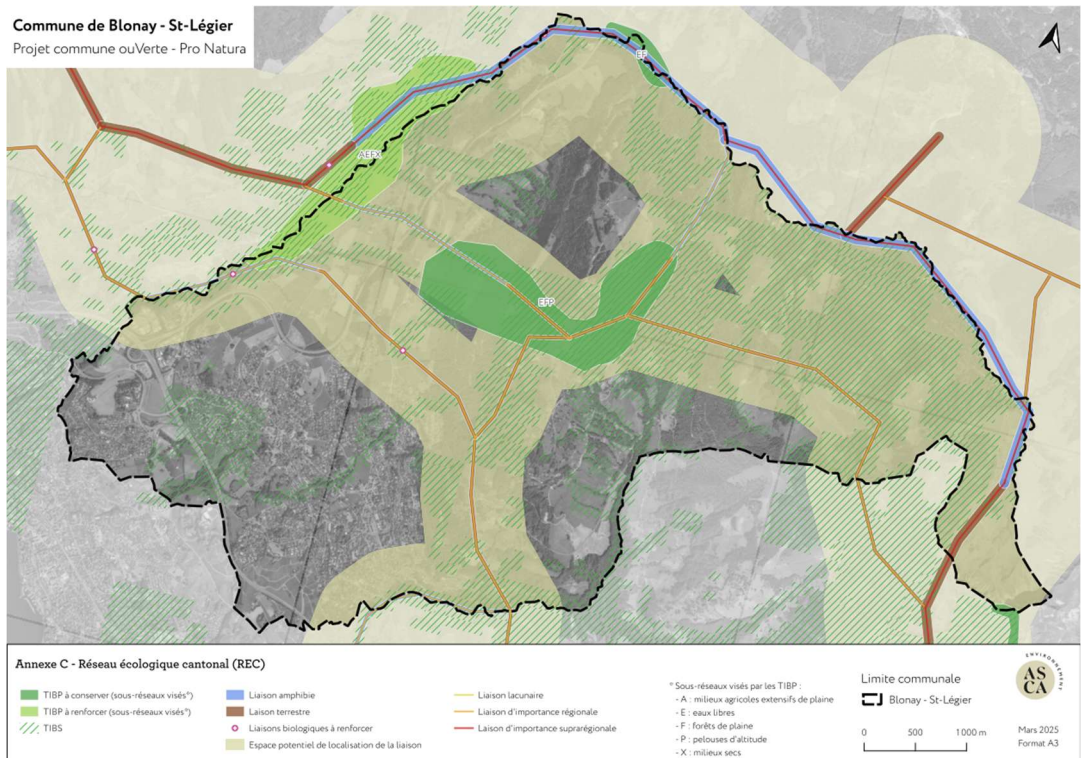 Commune de Blonay - St-Légier
Projet commune ouVerte - Pro Natura
EF
AEFX
EFP
Annexe C - Réseau écologique cantonal (REC)
TIBP à conserver (sous-réseaux visés*)
TIBP à renforcer (sous-réseaux visés*)
TIBS
Liaison amphibie
Liaison terrestre
Liaisons biologiques à renforcer
Espace potentiel de localisation de la liaison
Liaison lacunaire
Liaison d'importance régionale
Laison d'importance suprarégionale
* Sous-réseaux visés par les TIBP :
- A : milieux agricoles extensifs de plaine
- E : eaux libres
- F : forêts de plaine
- P : pelouses d'altitude
- X : milieux secs
Limite communale
Blonay - St-Légier
0 500 1000 m
ENVIRONNEMENT
AS
CA
Mars 2025
Format A3